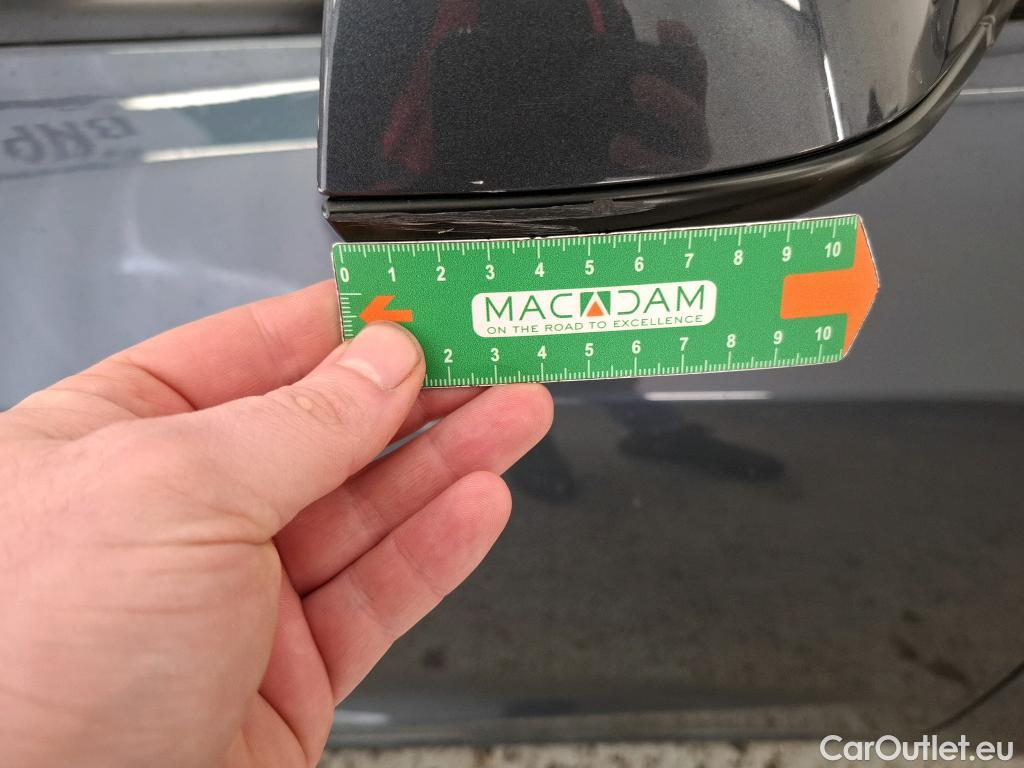 0 1 2 3 4 5 6 7 8 9 10
MACADAM
ON THE ROAD TO EXCELLENCE
2 3 4 5 6 7 8 9 10
CarOutlet.eu